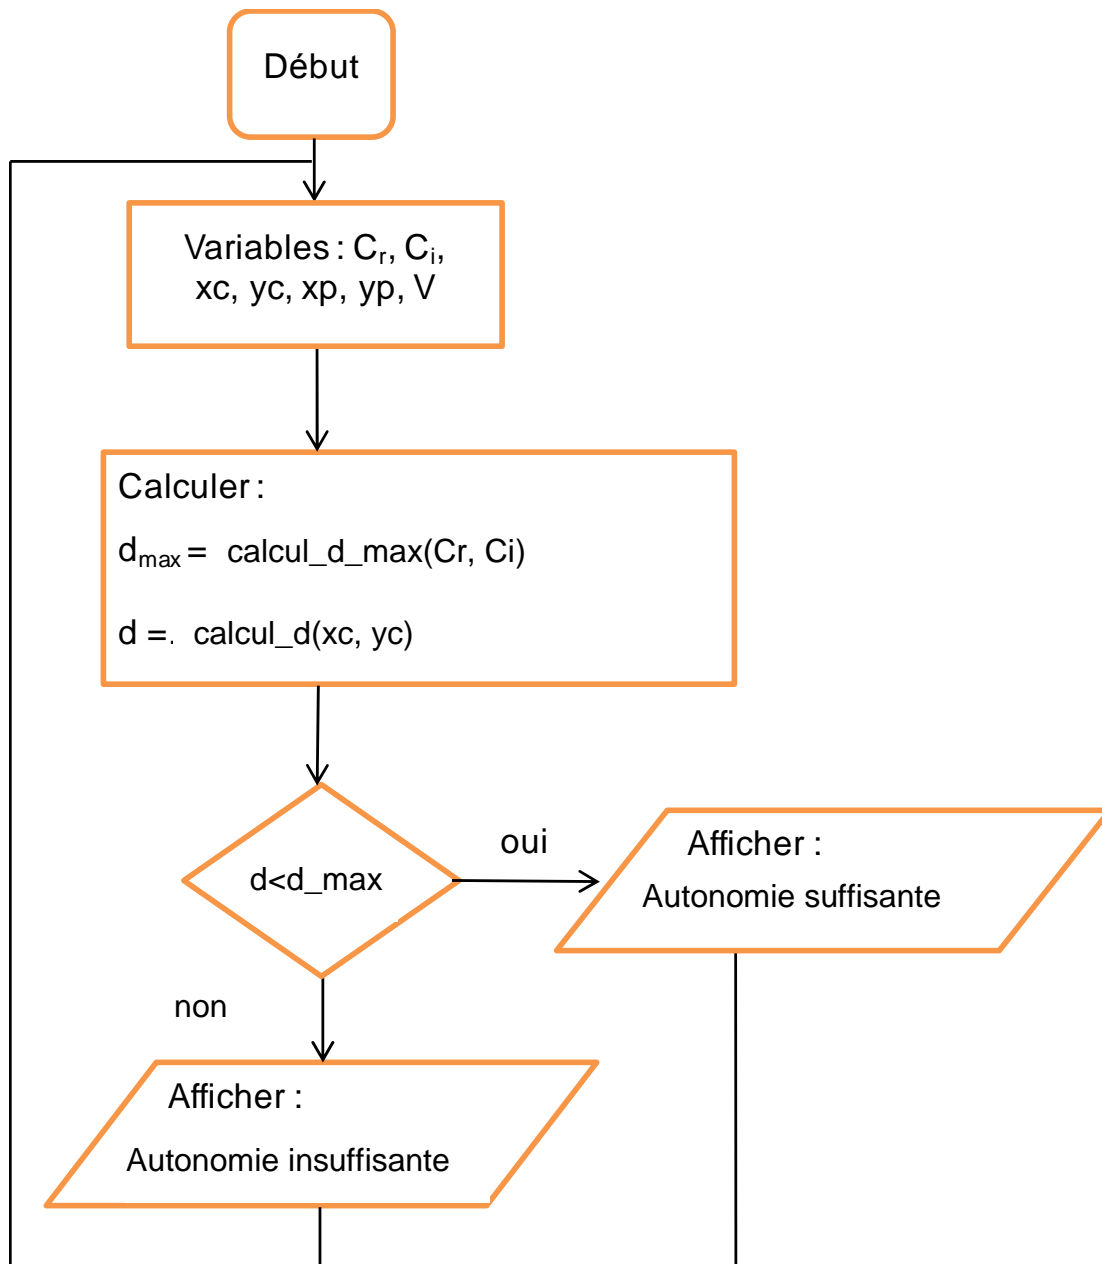 Début
Variables : Cr, Ci,
xc, yc, xp, yp, V
Calculer :
dmax = calcul_d_max(Cr, Ci)
d =. calcul_d(xc, yc)
d<d_max
oui
Afficher :
Autonomie suffisante
non
Afficher :
Autonomie insuffisante